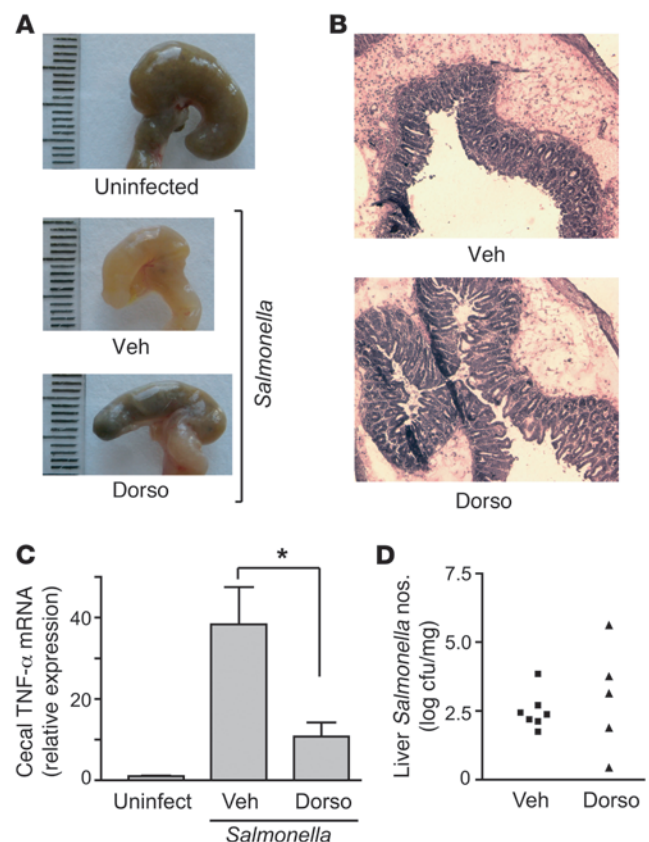 A
Uninfected
Veh
Dorso
Salmonella
B
Veh
Dorso
C
*
Cecal TNF-α mRNA
(relative expression)
40
20
0
Uninfect
Veh
Dorso
Salmonella
D
Liver Salmonella nos.
(log cfu/mg)
7.5
5.0
2.5
0
Veh
Dorso